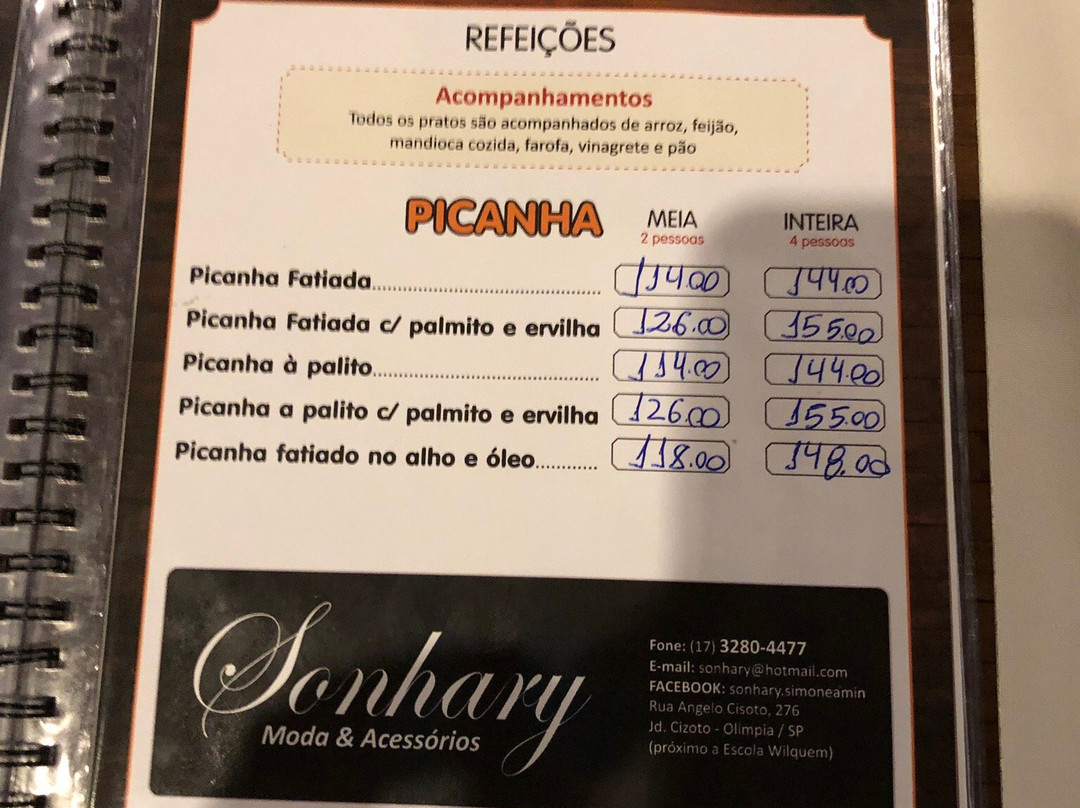 REFEIÇÕES
Acompanhamentos
Todos os pratos são acompanhados de arroz, feijão,
mandioca cozida, farofa, vinagrete e pão
PICANHA MEIA INTEIRA
2 pessoas 4 pessoas
Picanha Fatiada.................................................. 114.00 144.00
Picanha Fatiada c/ palmito e ervilha 126.00 155.00
Picanha à palito.................................................. 114.00 144.00
Picanha a palito c/ palmito e ervilha 126.00 155.00
Picanha fatiado no alho e óleo............ 118.00 148.00
Sonhary
Moda & Acessórios
Fone: (17) 3280-4477
E-mail: sonhary@hotmail.com
FACEBOOK: sonhary.simoneamin
Rua Angelo Cisoto, 276
Jd. Cizoto - Olimpia / SP
(próximo a Escola Wilquem)